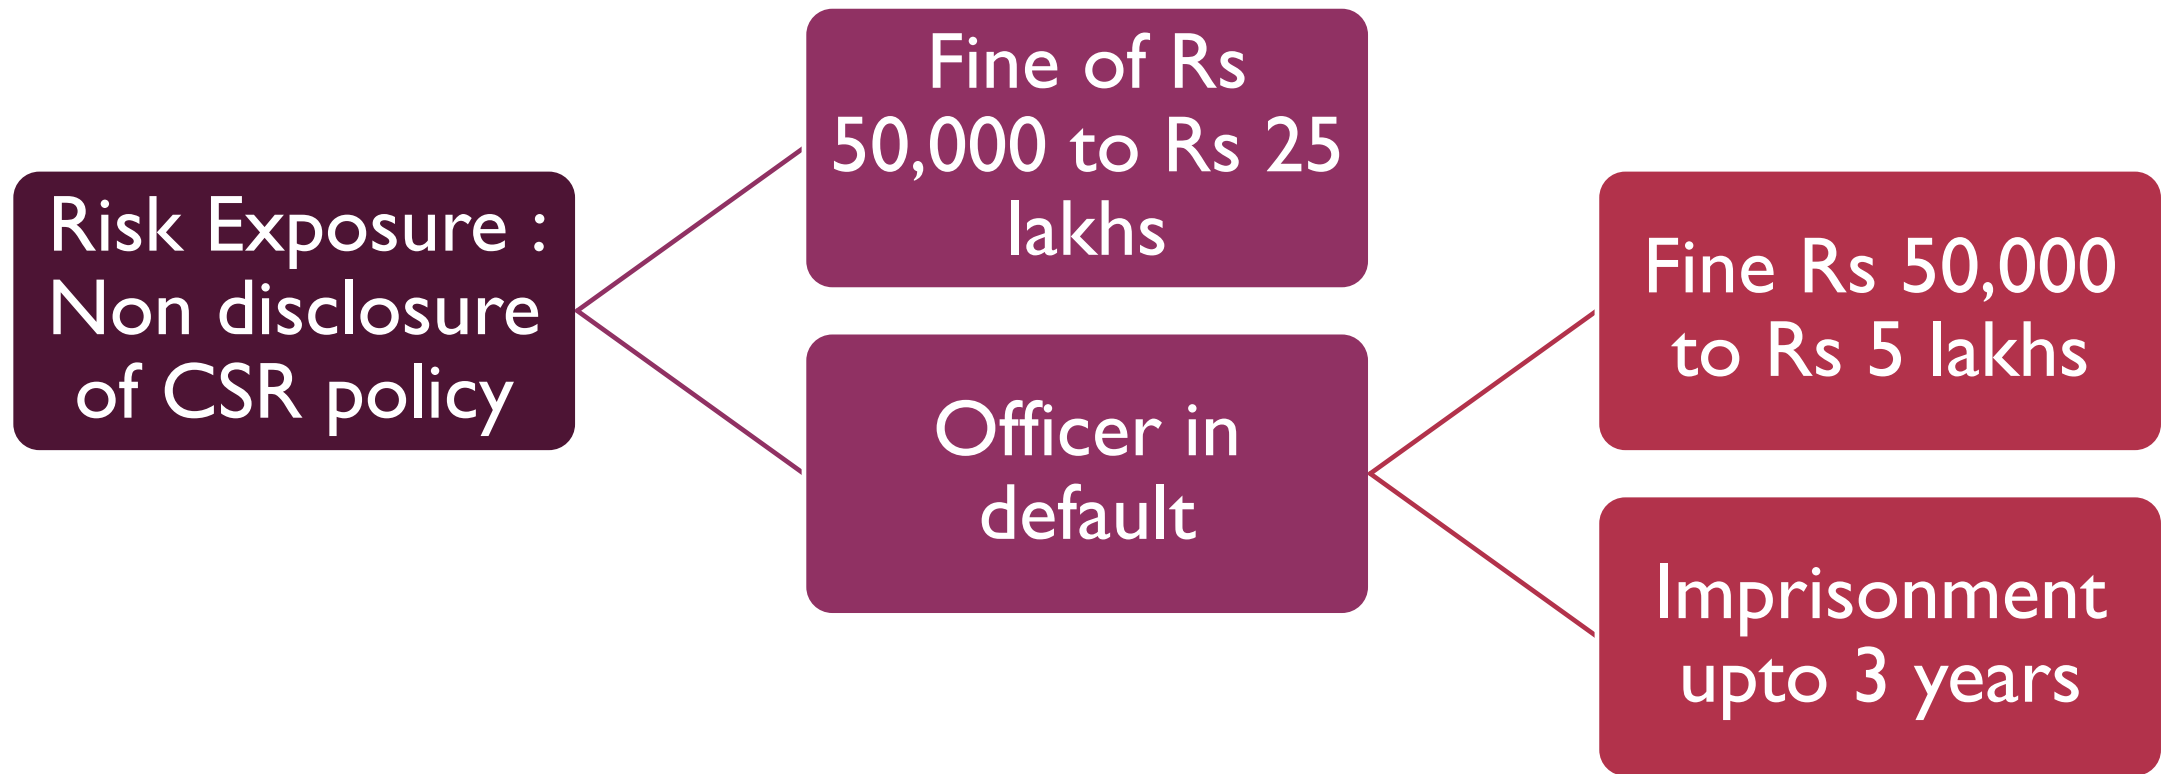 Risk Exposure :
Non disclosure
of CSR policy
Fine of Rs
50,000 to Rs 25
lakhs
Officer in
default
Fine Rs 50,000
to Rs 5 lakhs
Imprisonment
upto 3 years